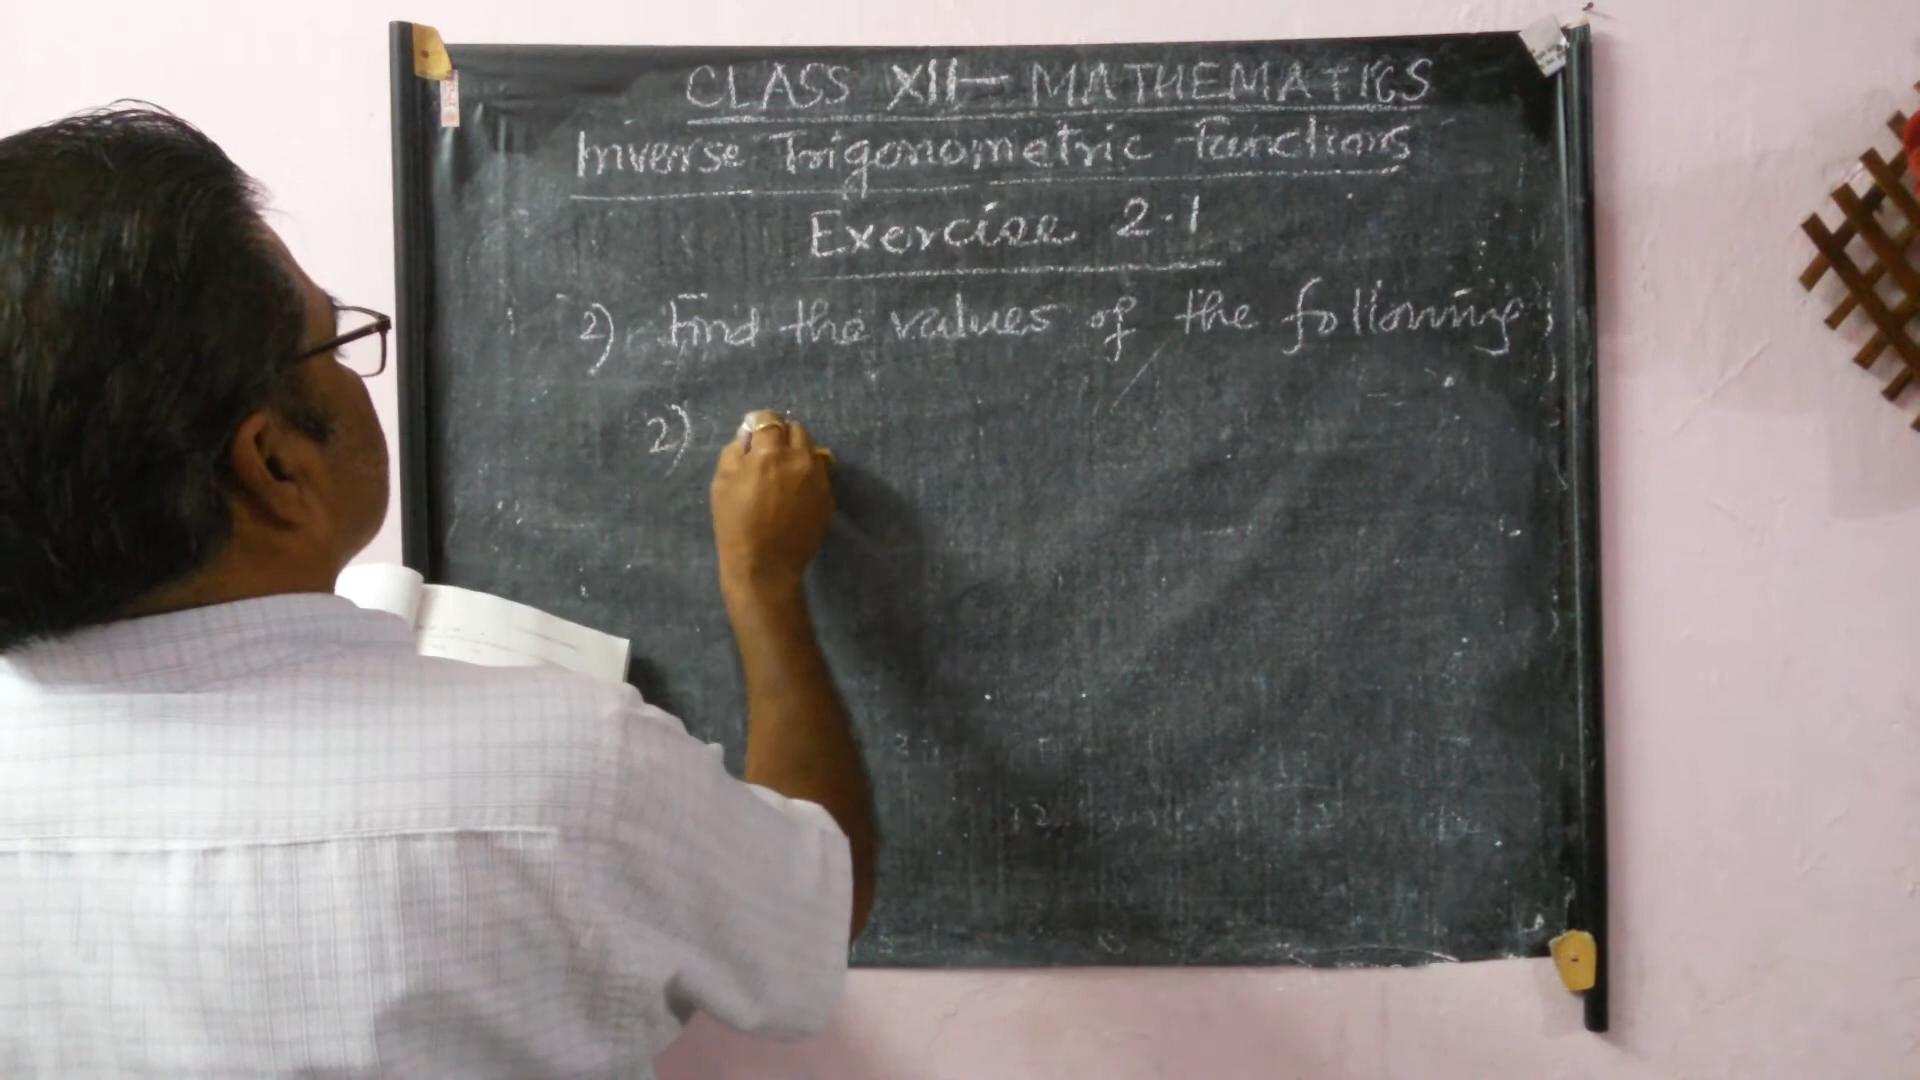 CLASS XII - MATHEMATICS
Inverse Trigonometric Functions
Exercise 2.1
2) Find the values of the following;
2)